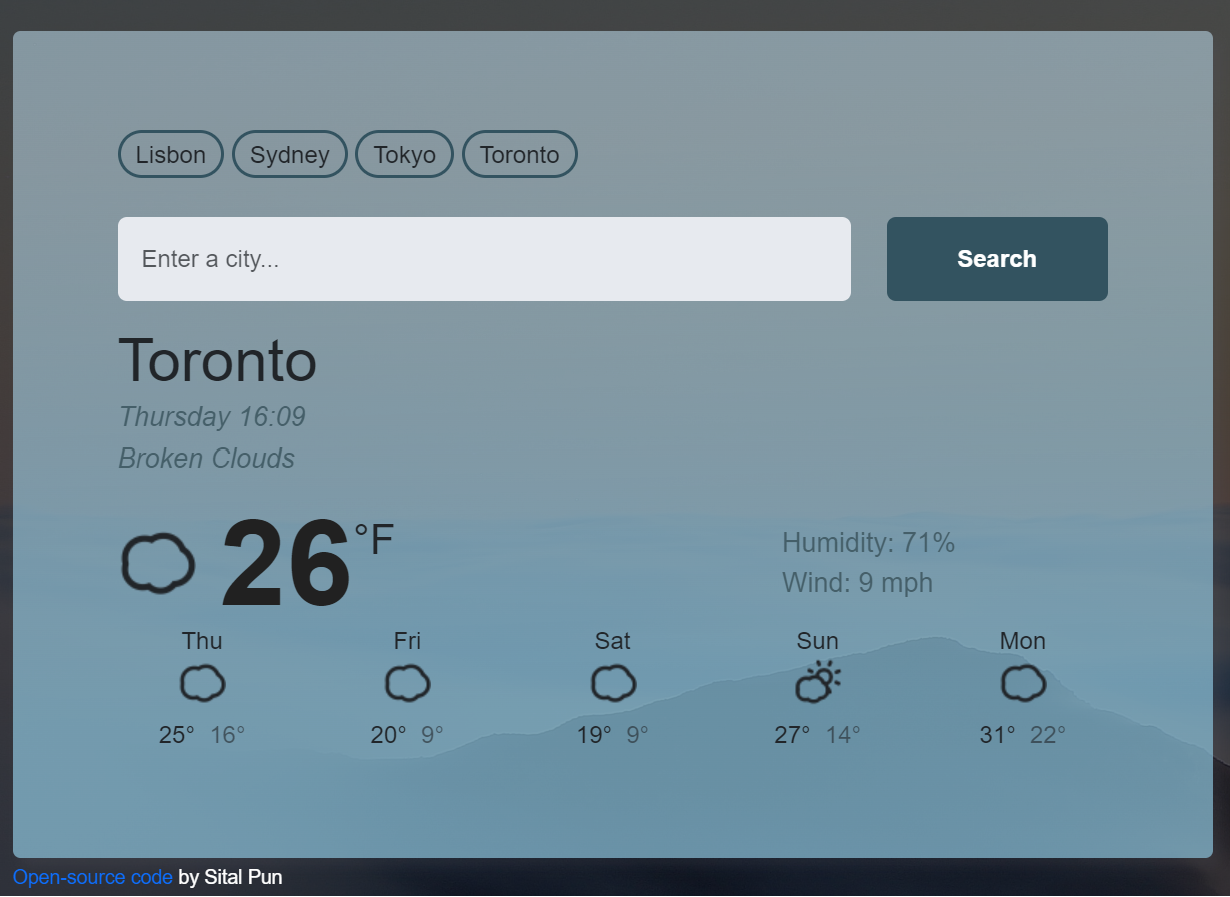 Lisbon Sydney Tokyo Toronto
Enter a city... Search
Toronto
Thursday 16:09
Broken Clouds
26 °F
Humidity: 71%
Wind: 9 mph
Thu Fri Sat Sun Mon
25° 16° 20° 9° 19° 9° 27° 14° 31° 22°
Open-source code by Sital Pun